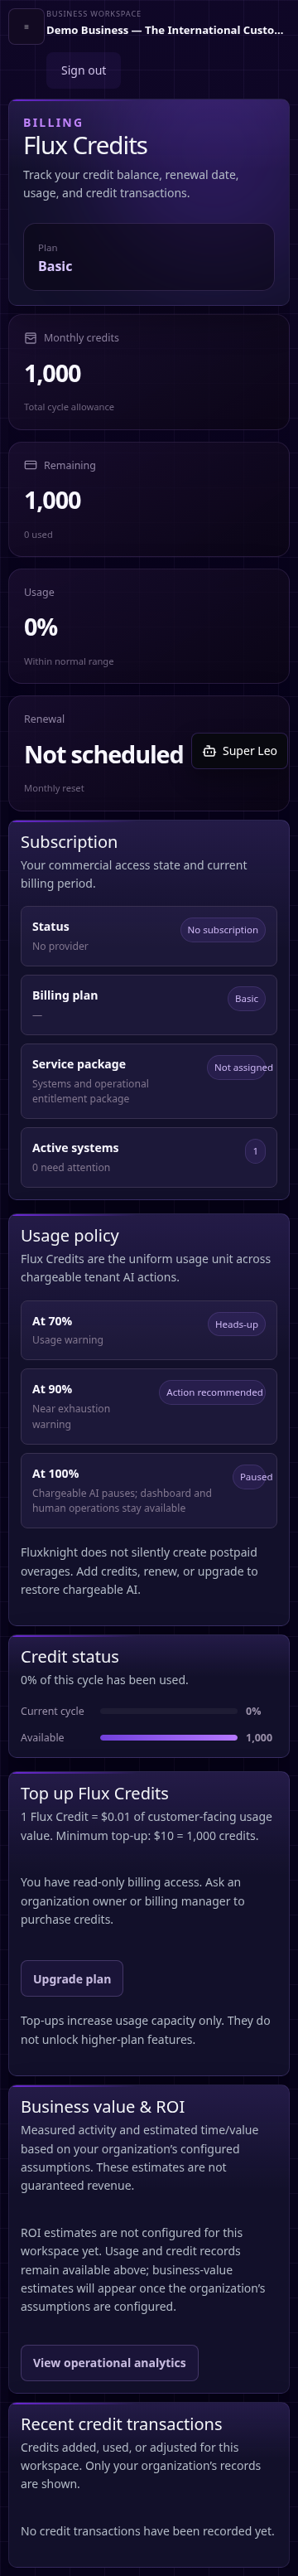 BUSINESS WORKSPACE
Demo Business — The International Custo...
Sign out
BILLING
Flux Credits
Track your credit balance, renewal date,
usage, and credit transactions.
Plan
Basic
Monthly credits
1,000
Total cycle allowance
Remaining
1,000
0 used
Usage
0%
Within normal range
Renewal
Not scheduled
Super Leo
Monthly reset
Subscription
Your commercial access state and current
billing period.
Status
No subscription
No provider
Billing plan
Basic
—
Service package
Not assigned
Systems and operational
entitlement package
Active systems
1
0 need attention
Usage policy
Flux Credits are the uniform usage unit across
chargeable tenant AI actions.
At 70%
Heads-up
Usage warning
At 90%
Action recommended
Near exhaustion
warning
At 100%
Paused
Chargeable AI pauses; dashboard and
human operations stay available
Fluxknight does not silently create postpaid
overages. Add credits, renew, or upgrade to
restore chargeable AI.
Credit status
0% of this cycle has been used.
Current cycle 0%
Available 1,000
Top up Flux Credits
1 Flux Credit = $0.01 of customer-facing usage
value. Minimum top-up: $10 = 1,000 credits.
You have read-only billing access. Ask an
organization owner or billing manager to
purchase credits.
Upgrade plan
Top-ups increase usage capacity only. They do
not unlock higher-plan features.
Business value & ROI
Measured activity and estimated time/value
based on your organization’s configured
assumptions. These estimates are not
guaranteed revenue.
ROI estimates are not configured for this
workspace yet. Usage and credit records
remain available above; business-value
estimates will appear once the organization’s
assumptions are configured.
View operational analytics
Recent credit transactions
Credits added, used, or adjusted for this
workspace. Only your organization’s records
are shown.
No credit transactions have been recorded yet.